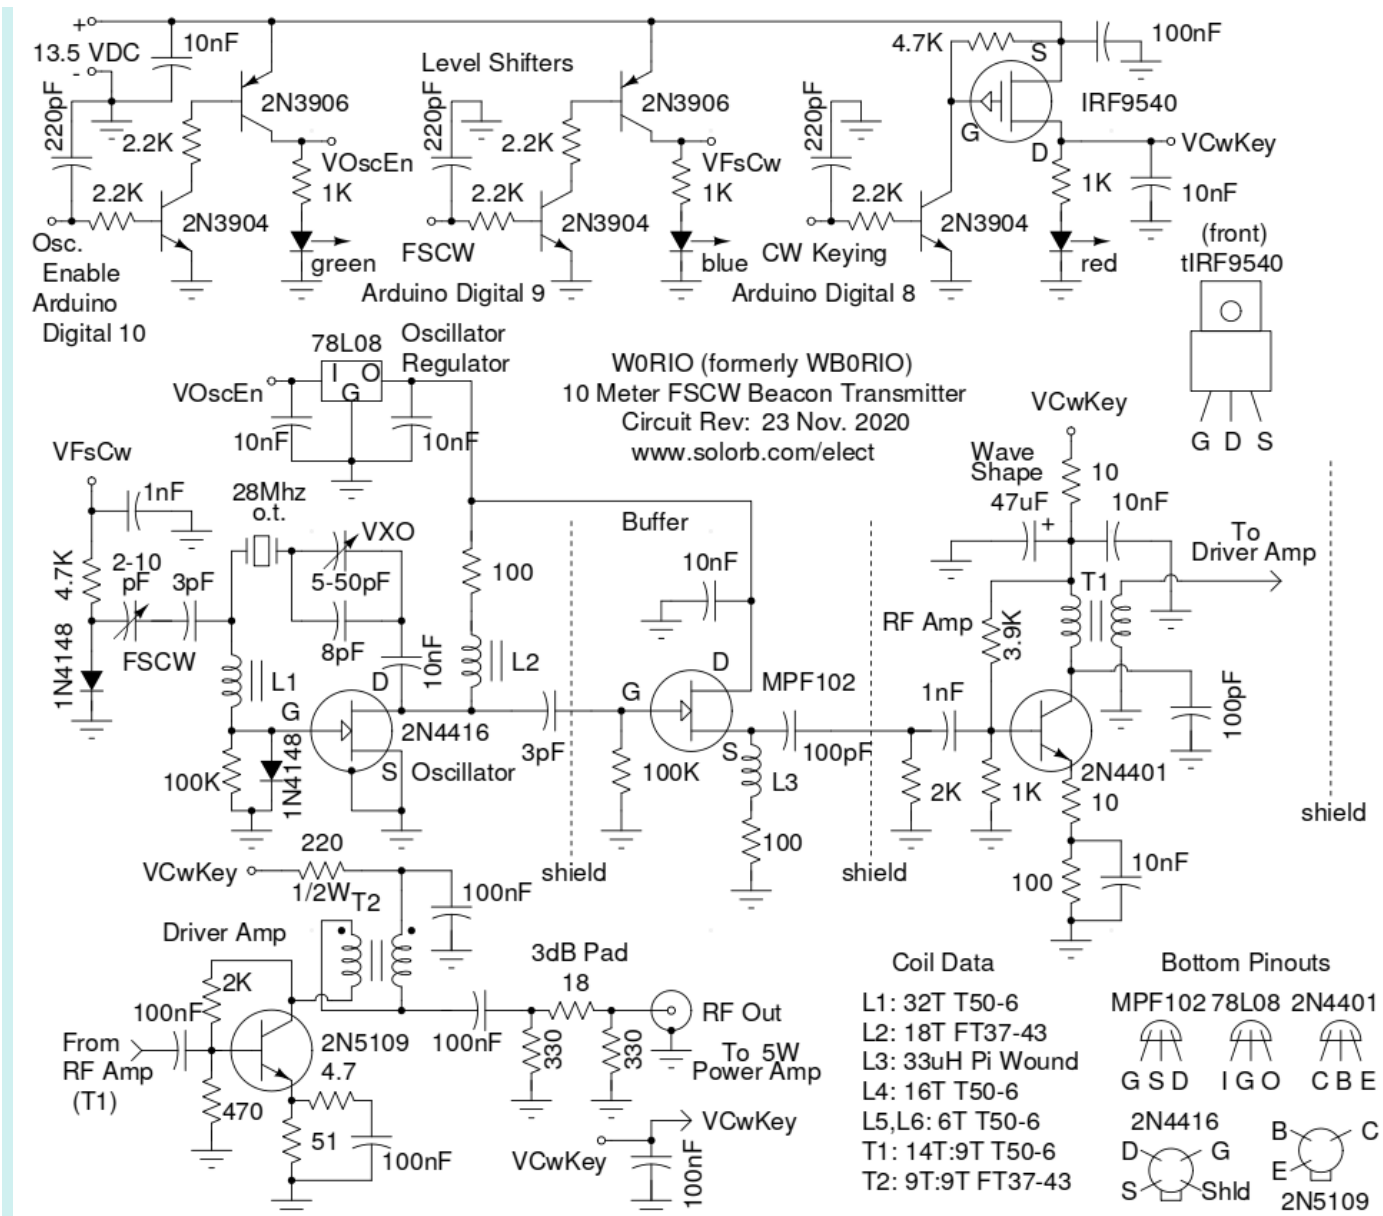 +
13.5 VDC
-
10nF
220pF
2N3906
2.2K
VOscEn
1K
2.2K
2N3904
green
Osc.
Enable
Arduino
Digital 10
Level Shifters
220pF
2N3906
2.2K
VFsCw
1K
2.2K
2N3904
blue
FSCW
Arduino Digital 9
4.7K
S
100nF
220pF
IRF9540
G
D
VCwKey
1K
10nF
2.2K
2N3904
red
CW Keying
Arduino Digital 8
(front)
tIRF9540
G D S
78L08
I O
G
Oscillator
Regulator
VOscEn
10nF
10nF
W0RIO (formerly WB0RIO)
10 Meter FSCW Beacon Transmitter
Circuit Rev: 23 Nov. 2020
www.solorb.com/elect
VFsCw
1nF
4.7K
2-10
pF
3pF
FSCW
1N4148
28Mhz
o.t.
VXO
5-50pF
8pF
10nF
100
L2
L1
G
D
S
2N4416
Oscillator
100K
1N4148
3pF
shield
Buffer
10nF
G
D
MPF102
S
100K
L3
100
100pF
shield
VCwKey
Wave
Shape
10
47uF
+
10nF
To
Driver Amp
T1
RF Amp
3.9K
1nF
100pF
2N4401
2K
1K
10
100
10nF
shield
VCwKey
220
1/2W
T2
100nF
Driver Amp
2K
100nF
From
RF Amp
(T1)
2N5109
4.7
470
51
100nF
100nF
3dB Pad
18
330
330
RF Out
To 5W
Power Amp
VCwKey
VCwKey
100nF
Coil Data
L1: 32T T50-6
L2: 18T FT37-43
L3: 33uH Pi Wound
L4: 16T T50-6
L5,L6: 6T T50-6
T1: 14T:9T T50-6
T2: 9T:9T FT37-43
Bottom Pinouts
MPF102 78L08 2N4401
G S D I G O C B E
2N4416
D G
S Shld
B C
E
2N5109